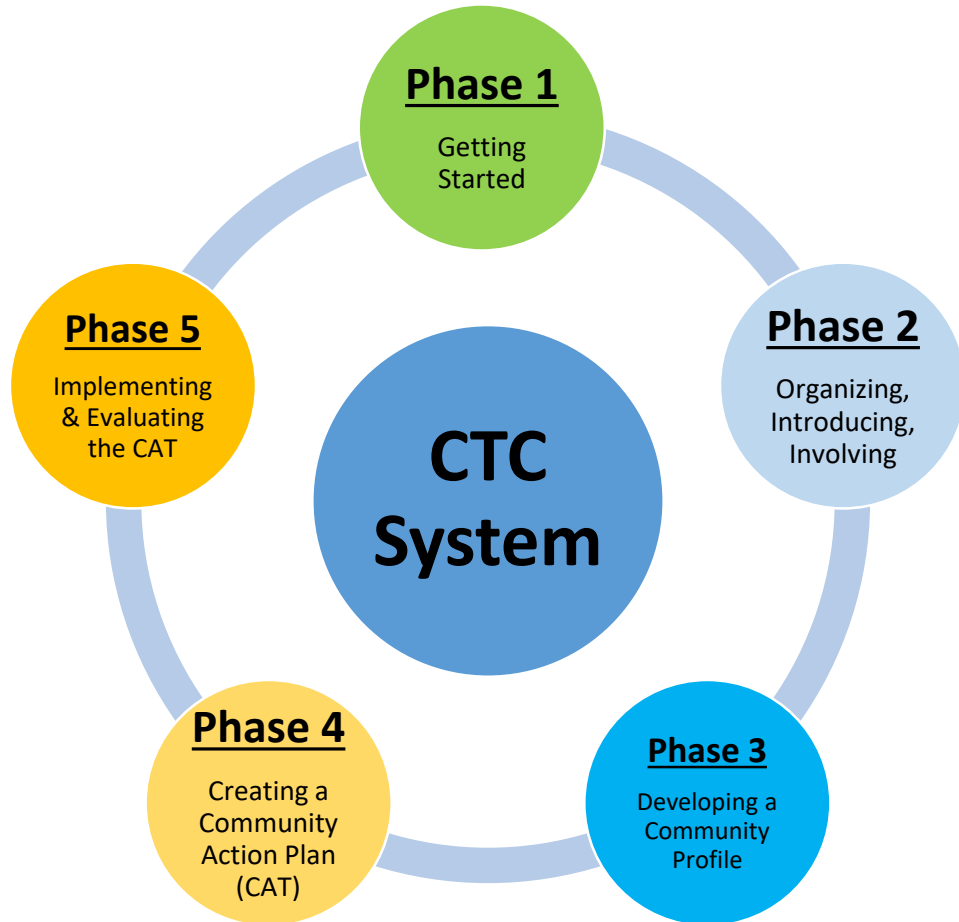 Phase 1
Getting
Started
Phase 2
Organizing,
Introducing,
Involving
Phase 3
Developing a
Community
Profile
Phase 4
Creating a
Community
Action Plan
(CAT)
Phase 5
Implementing
& Evaluating
the CAT
CTC
System